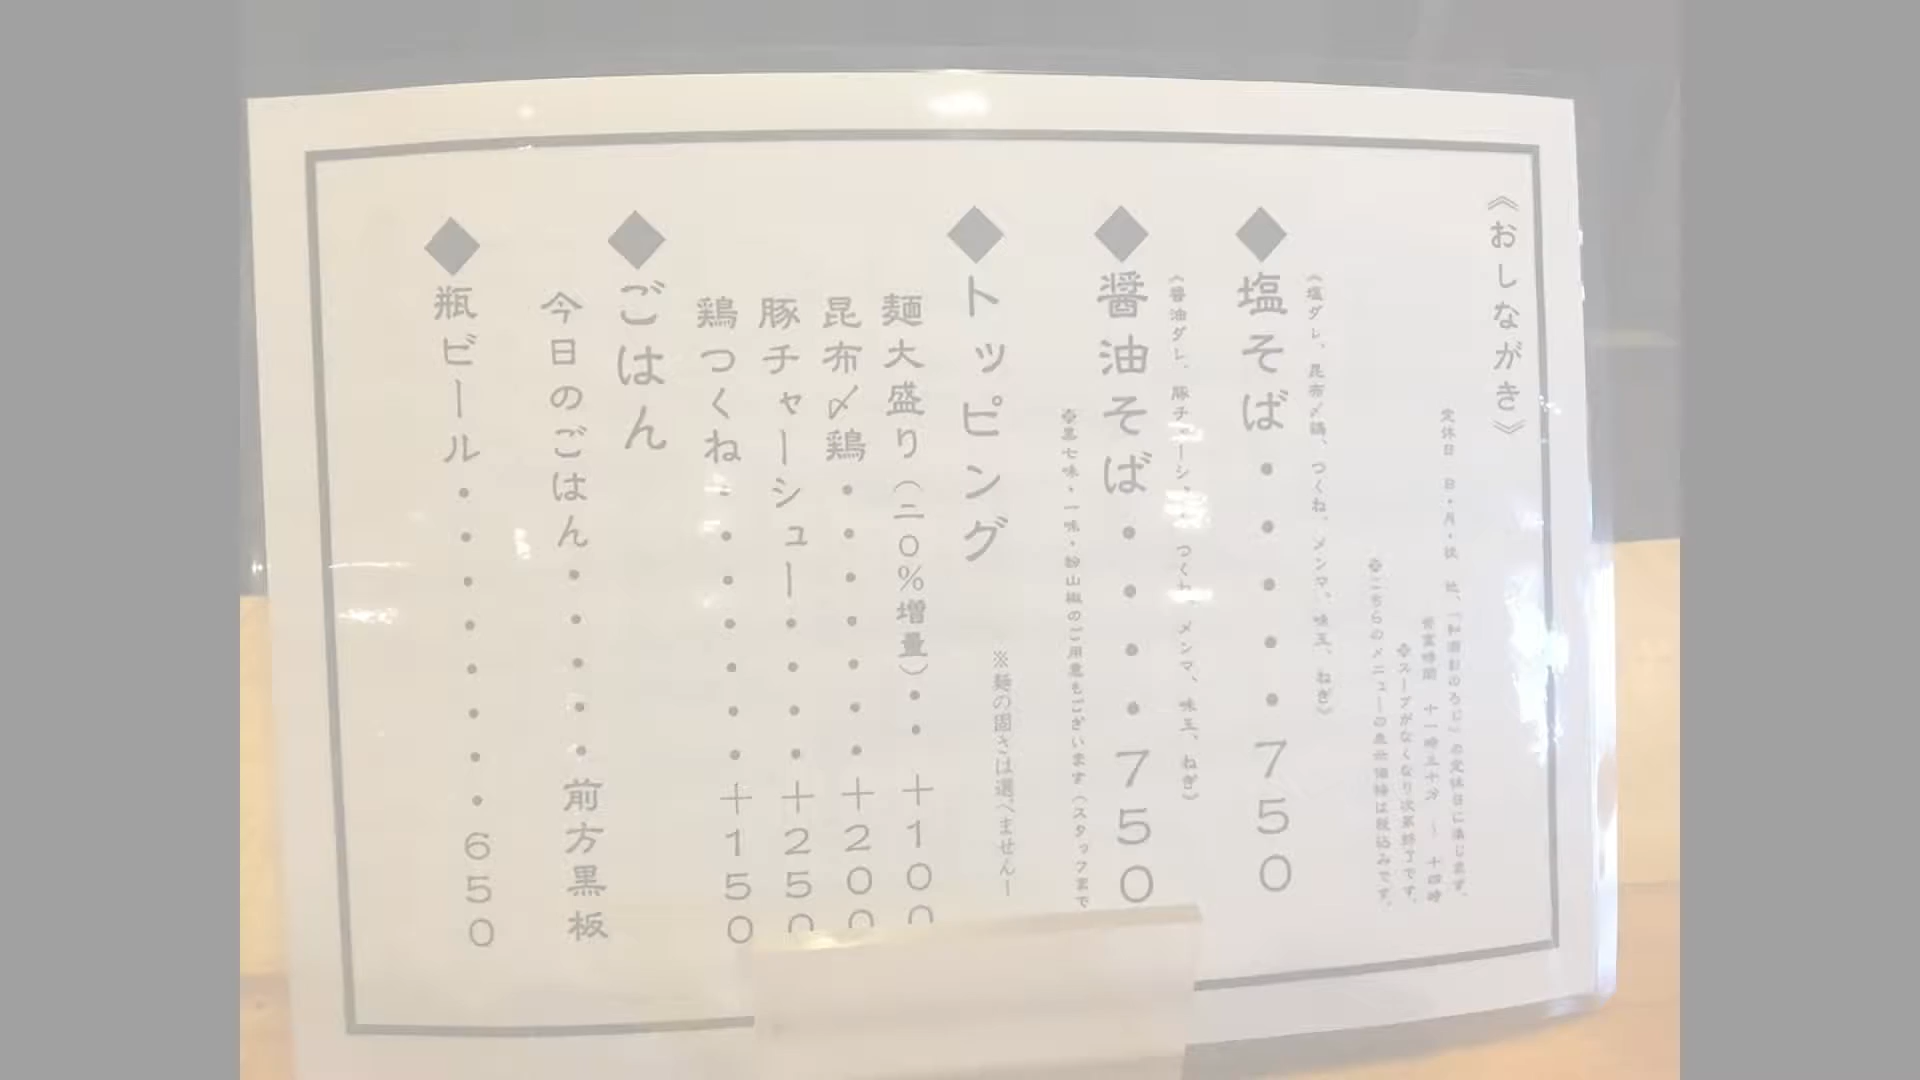 《おしながき》
定休日 日・月・祝 他、『和酒おのろじ』の定休日に準じます。
営業時間 十一時三十分 ～ 十四時
※スープがなくなり次第終了です。
※こちらのメニューの表示価格は税込みです。
《塩ダレ、昆布〆鶏、つくね、メンマ、味玉、ねぎ》
◆塩そば・・・・・750
《醤油ダレ、豚チャーシュー、つくね、メンマ、味玉、ねぎ》
◆醤油そば・・・・750
※黒七味・一味・粉山椒のご用意もございます（スタッフまで
◆トッピング
※麺の固さは選べませんー
麺大盛り（二0%増量）・・+100
昆布〆鶏・・・・・・・+200
豚チャーシュー・・・・+250
鶏つくね・・・・・・・+150
◆ごはん
今日のごはん・・・・・前方黒板
◆瓶ビール・・・・・・・・650